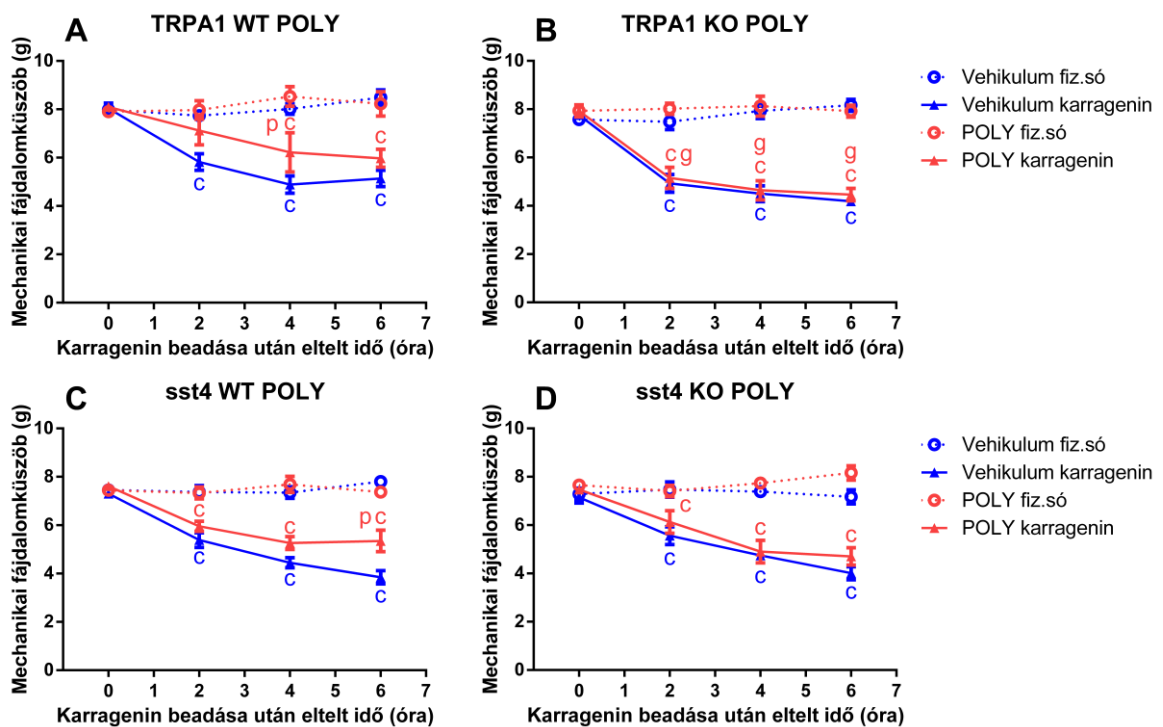 A
TRPA1 WT POLY
Mechanikai fájdalomküszöb (g)
10
8
6
4
2
0
p c
c
c
c
c
0 1 2 3 4 5 6 7
Karragenin beadása után eltelt idő (óra)
B
TRPA1 KO POLY
Mechanikai fájdalomküszöb (g)
10
8
6
4
2
0
c g
g
c
g
c
c
c
c
0 1 2 3 4 5 6 7
Karragenin beadása után eltelt idő (óra)
Vehikulum fiz.só
Vehikulum karragenin
POLY fiz.só
POLY karragenin
C
sst4 WT POLY
Mechanikai fájdalomküszöb (g)
10
8
6
4
2
0
c
c
p c
c
c
c
0 1 2 3 4 5 6 7
Karragenin beadása után eltelt idő (óra)
D
sst4 KO POLY
Mechanikai fájdalomküszöb (g)
10
8
6
4
2
0
c
c
c
c
c
c
0 1 2 3 4 5 6 7
Karragenin beadása után eltelt idő (óra)
Vehikulum fiz.só
Vehikulum karragenin
POLY fiz.só
POLY karragenin